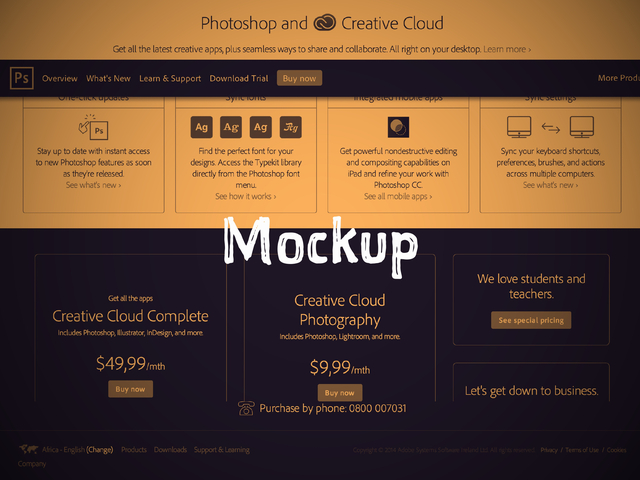 Photoshop and Creative Cloud
Get all the latest creative apps, plus seamless ways to share and collaborate. All right on your desktop. Learn more ›
Ps Overview What's New Learn & Support Download Trial Buy now More Produ
One-click updates Sync fonts Integrated mobile apps Sync settings
Ps
Ag Ag Ag Rg
Stay up to date with instant access
to new Photoshop features as soon
as they're released.
See what's new ›
Find the perfect font for your
designs. Access the Typekit library
directly from the Photoshop font
menu.
See how it works ›
Get powerful nondestructive editing
and compositing capabilities on
iPad and refine your work with
Photoshop CC.
See all mobile apps ›
Sync your keyboard shortcuts,
preferences, brushes, and actions
across multiple computers.
See what's new ›
Mockup
Get all the apps
Creative Cloud Complete
Includes Photoshop, Illustrator, InDesign, and more.
$49,99/mth
Buy now
Creative Cloud
Photography
Includes Photoshop, Lightroom, and more.
$9,99/mth
Buy now
We love students and
teachers.
See special pricing
Let's get down to business.
Purchase by phone: 0800 007031
Africa - English (Change) Products Downloads Support & Learning
Company
Privacy / Terms of Use / Cookies